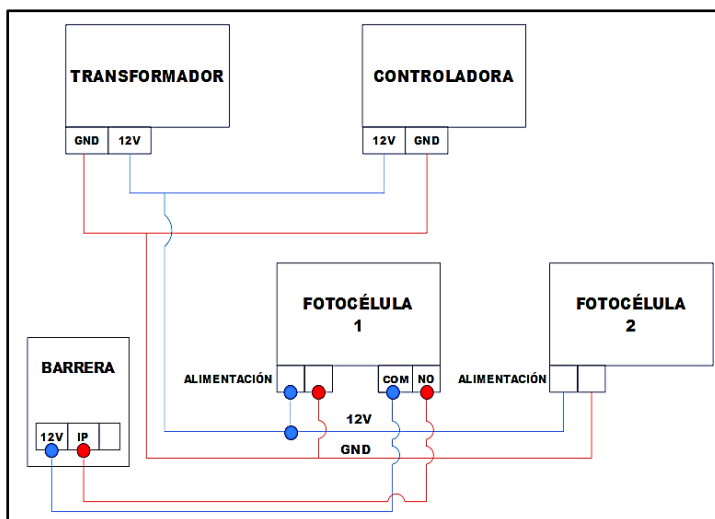 TRANSFORMADOR
CONTROLADORA
GND 12V
12V GND
FOTOCÉLULA
1
FOTOCÉLULA
2
BARRERA
ALIMENTACIÓN
COM NO
ALIMENTACIÓN
12V
12V IP
GND